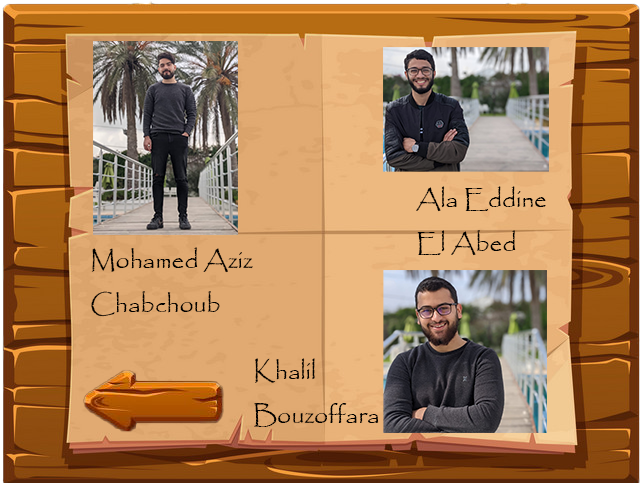 Mohamed Aziz
Chabchoub
Ala Eddine
El Abed
Khalil
Bouzoffara